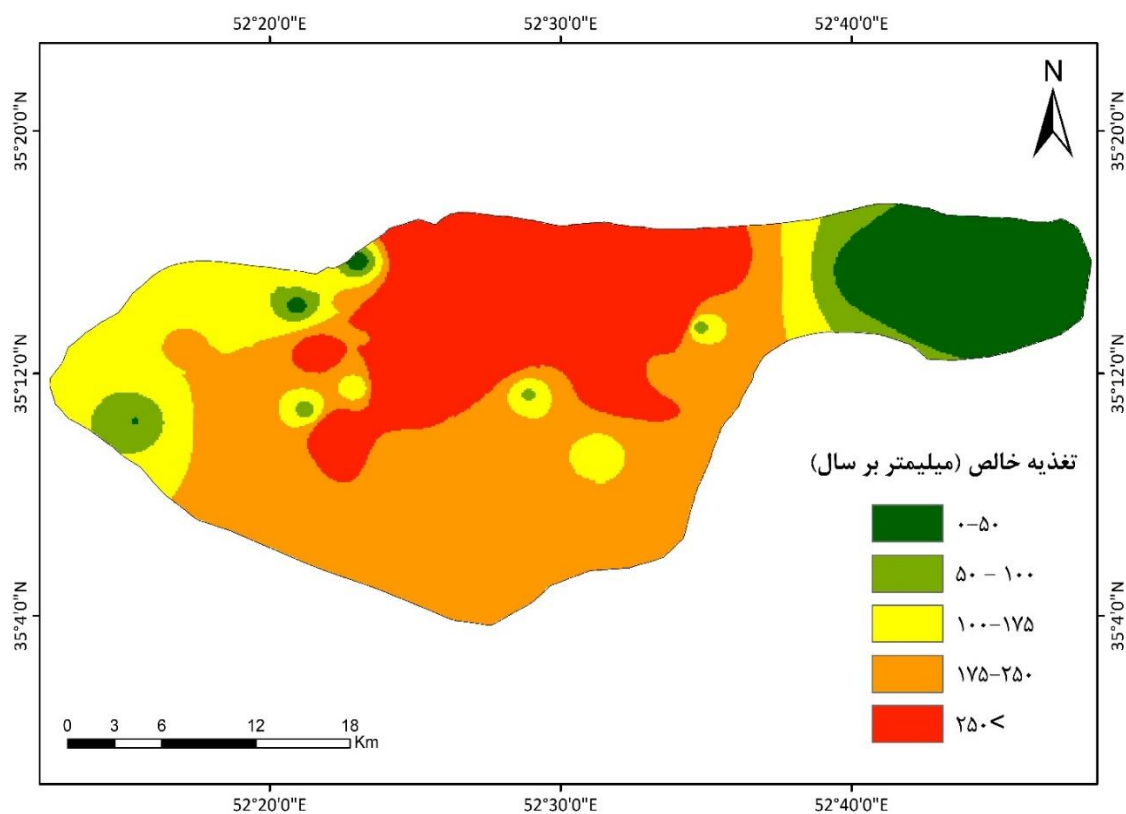 52°20'0"E 52°30'0"E 52°40'0"E
N
35°20'0"N 35°20'0"N
35°12'0"N 35°12'0"N
35°4'0"N 35°4'0"N
تغذیه خالص (میلیمتر بر سال)
۰-۵۰
۵۰ - ۱۰۰
۱۰۰-۱۷۵
۱۷۵-۲۵۰
۲۵۰<
0 3 6 12 18
Km
52°20'0"E 52°30'0"E 52°40'0"E